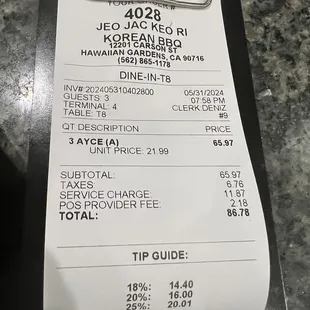 YOUR ORDER#
4028
JEO JAC KEO RI
KOREAN BBQ
12201 CARSON ST
HAWAIIAN GARDENS, CA 90716
(562) 865-1178
DINE-IN-T8
INV#:202405310402800 05/31/2024
GUESTS: 3 07:58 PM
TERMINAL: 4 CLERK DENIZ
TABLE: T8 #9
QT DESCRIPTION PRICE
3 AYCE (A) 65.97
UNIT PRICE: 21.99
SUBTOTAL: 65.97
TAXES: 6.76
SERVICE CHARGE: 11.87
POS PROVIDER FEE: 2.18
TOTAL: 86.78
TIP GUIDE:
18%: 14.40
20%: 16.00
25%: 20.01